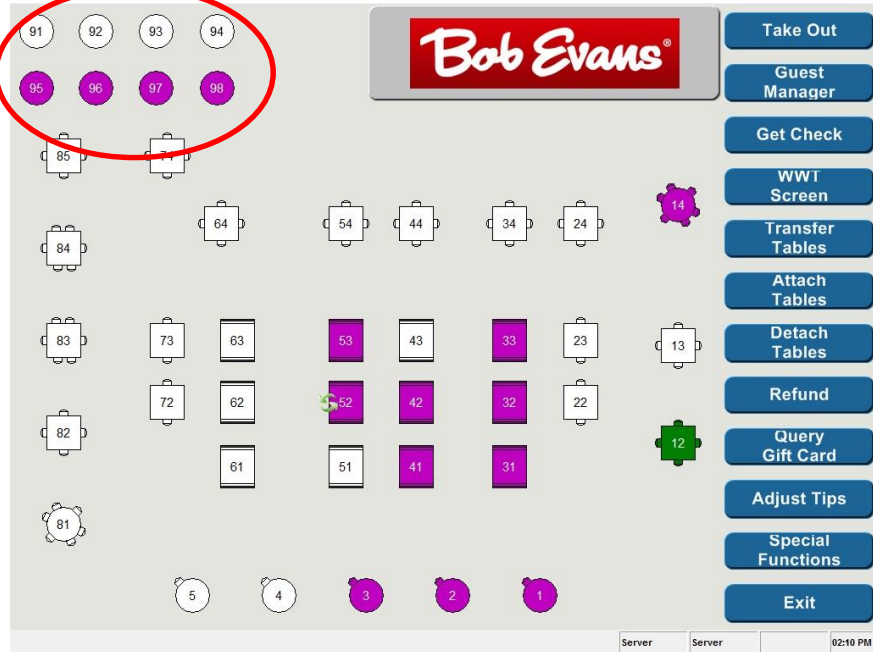 91 92 93 94
Bob Evans®
Take Out
95 96 97 98
Guest
Manager
Get Check
85 74
WWT
Screen
14
64 54 44 34 24
Transfer
Tables
84
Attach
Tables
83 73 63 53 43 33 23 13
Detach
Tables
72 62 52 42 32 22
Refund
82 12
Query
Gift Card
61 51 41 31
Adjust Tips
81
Special
Functions
5 4 3 2 1
Exit
Server Server 02:10 PM